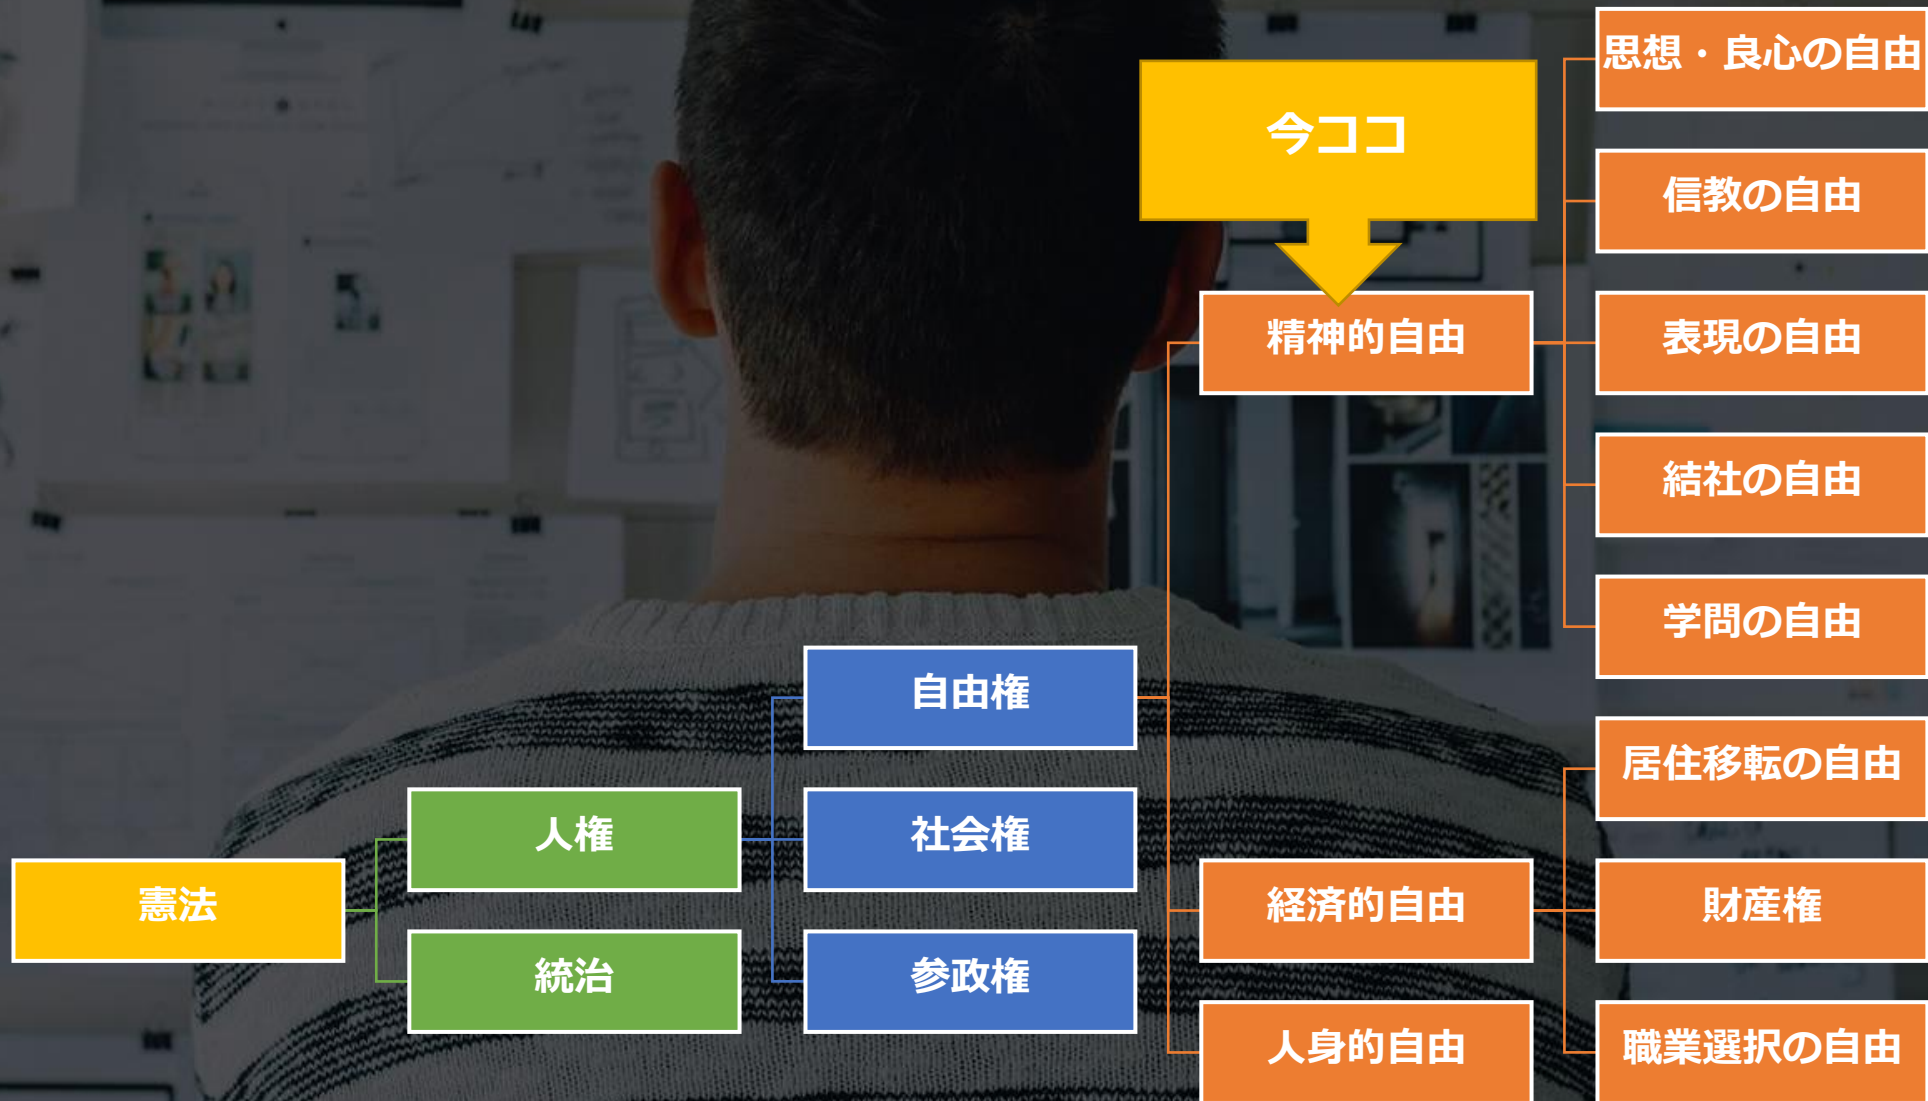 思想・良心の自由
今ココ
信教の自由
精神的自由
表現の自由
結社の自由
学問の自由
自由権
居住移転の自由
人権
社会権
憲法
経済的自由
財産権
統治
参政権
人身的自由
職業選択の自由